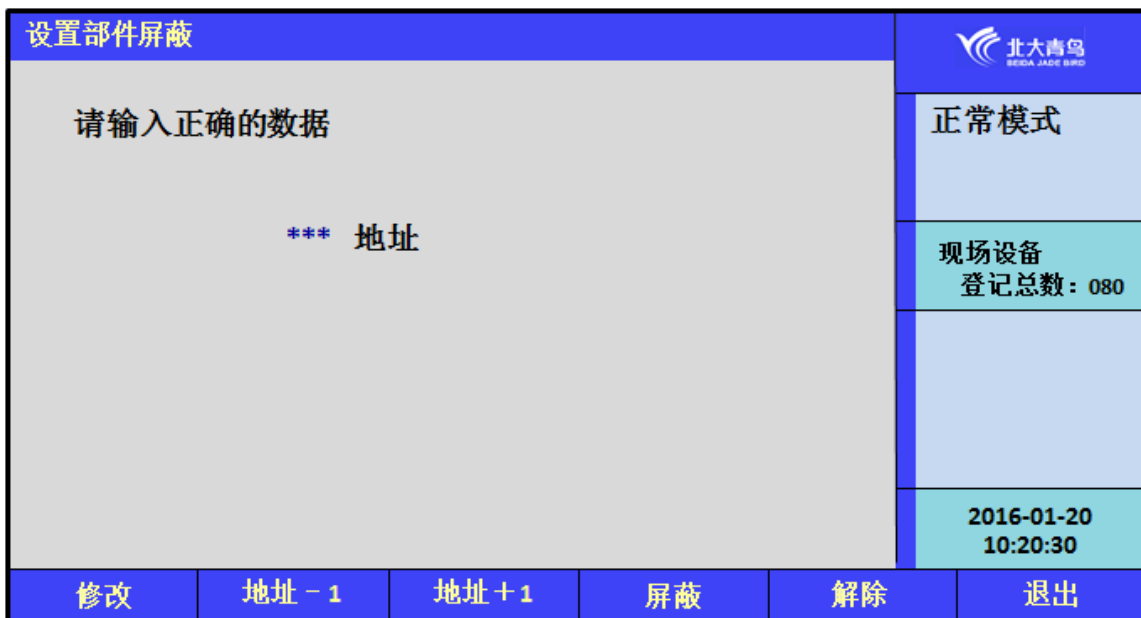 设置部件屏蔽
北大青鸟
BEIDA JADE BIRD
请输入正确的数据
*** 地址
正常模式
现场设备
登记总数：080
2016-01-20
10:20:30
修改 地址－1 地址＋1 屏蔽 解除 退出